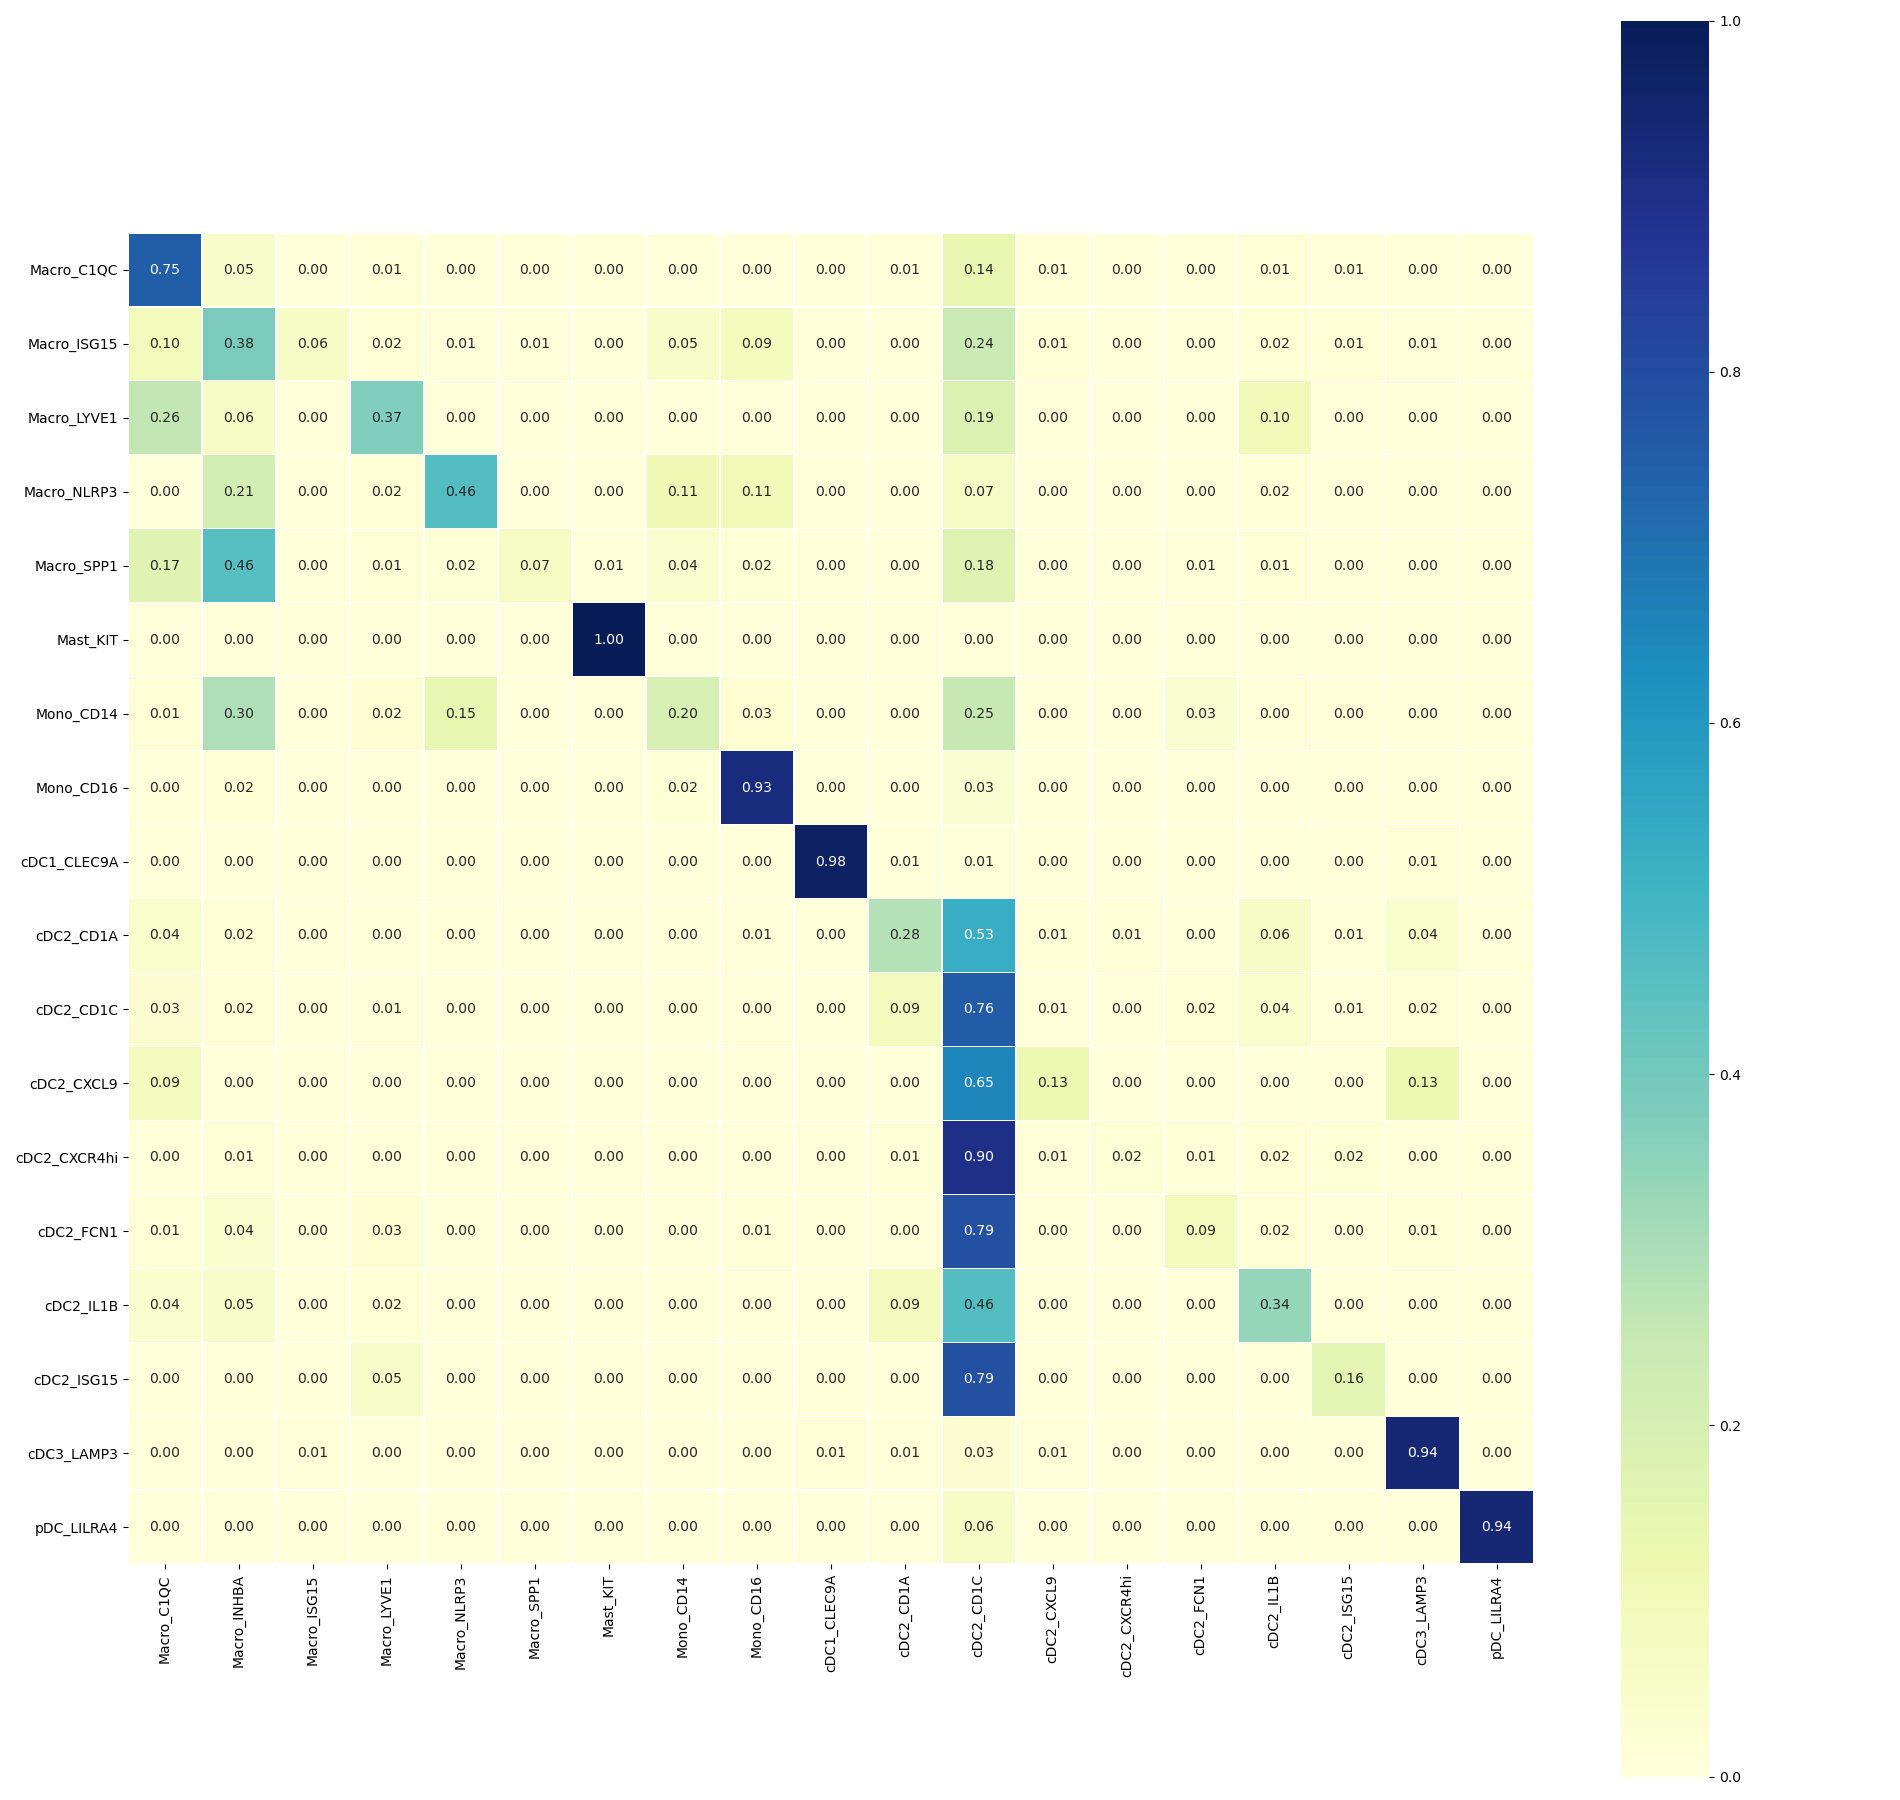 1.0
0.8
0.6
0.4
0.2
0.0
Macro_C1QC 0.75 0.05 0.00 0.01 0.00 0.00 0.00 0.00 0.00 0.00 0.01 0.14 0.01 0.00 0.00 0.01 0.01 0.00 0.00
Macro_ISG15 0.10 0.38 0.06 0.02 0.01 0.01 0.00 0.05 0.09 0.00 0.00 0.24 0.01 0.00 0.00 0.02 0.01 0.01 0.00
Macro_LYVE1 0.26 0.06 0.00 0.37 0.00 0.00 0.00 0.00 0.00 0.00 0.00 0.19 0.00 0.00 0.00 0.10 0.00 0.00 0.00
Macro_NLRP3 0.00 0.21 0.00 0.02 0.46 0.00 0.00 0.11 0.11 0.00 0.00 0.07 0.00 0.00 0.00 0.02 0.00 0.00 0.00
Macro_SPP1 0.17 0.46 0.00 0.01 0.02 0.07 0.01 0.04 0.02 0.00 0.00 0.18 0.00 0.00 0.01 0.01 0.00 0.00 0.00
Mast_KIT 0.00 0.00 0.00 0.00 0.00 0.00 1.00 0.00 0.00 0.00 0.00 0.00 0.00 0.00 0.00 0.00 0.00 0.00 0.00
Mono_CD14 0.01 0.30 0.00 0.02 0.15 0.00 0.00 0.20 0.03 0.00 0.00 0.25 0.00 0.00 0.03 0.00 0.00 0.00 0.00
Mono_CD16 0.00 0.02 0.00 0.00 0.00 0.00 0.00 0.02 0.93 0.00 0.00 0.03 0.00 0.00 0.00 0.00 0.00 0.00 0.00
cDC1_CLEC9A 0.00 0.00 0.00 0.00 0.00 0.00 0.00 0.00 0.00 0.98 0.01 0.01 0.00 0.00 0.00 0.00 0.00 0.01 0.00
cDC2_CD1A 0.04 0.02 0.00 0.00 0.00 0.00 0.00 0.00 0.01 0.00 0.28 0.53 0.01 0.01 0.00 0.06 0.01 0.04 0.00
cDC2_CD1C 0.03 0.02 0.00 0.01 0.00 0.00 0.00 0.00 0.00 0.00 0.09 0.76 0.01 0.00 0.02 0.04 0.01 0.02 0.00
cDC2_CXCL9 0.09 0.00 0.00 0.00 0.00 0.00 0.00 0.00 0.00 0.00 0.00 0.65 0.13 0.00 0.00 0.00 0.00 0.13 0.00
cDC2_CXCR4hi 0.00 0.01 0.00 0.00 0.00 0.00 0.00 0.00 0.00 0.00 0.01 0.90 0.01 0.02 0.01 0.02 0.02 0.00 0.00
cDC2_FCN1 0.01 0.04 0.00 0.03 0.00 0.00 0.00 0.00 0.01 0.00 0.00 0.79 0.00 0.00 0.09 0.02 0.00 0.01 0.00
cDC2_IL1B 0.04 0.05 0.00 0.02 0.00 0.00 0.00 0.00 0.00 0.00 0.09 0.46 0.00 0.00 0.00 0.34 0.00 0.00 0.00
cDC2_ISG15 0.00 0.00 0.00 0.05 0.00 0.00 0.00 0.00 0.00 0.00 0.00 0.79 0.00 0.00 0.00 0.00 0.16 0.00 0.00
cDC3_LAMP3 0.00 0.00 0.01 0.00 0.00 0.00 0.00 0.00 0.00 0.01 0.01 0.03 0.01 0.00 0.00 0.00 0.00 0.94 0.00
pDC_LILRA4 0.00 0.00 0.00 0.00 0.00 0.00 0.00 0.00 0.00 0.00 0.00 0.06 0.00 0.00 0.00 0.00 0.00 0.00 0.94
Macro_C1QC
Macro_INHBA
Macro_ISG15
Macro_LYVE1
Macro_NLRP3
Macro_SPP1
Mast_KIT
Mono_CD14
Mono_CD16
cDC1_CLEC9A
cDC2_CD1A
cDC2_CD1C
cDC2_CXCL9
cDC2_CXCR4hi
cDC2_FCN1
cDC2_IL1B
cDC2_ISG15
cDC3_LAMP3
pDC_LILRA4